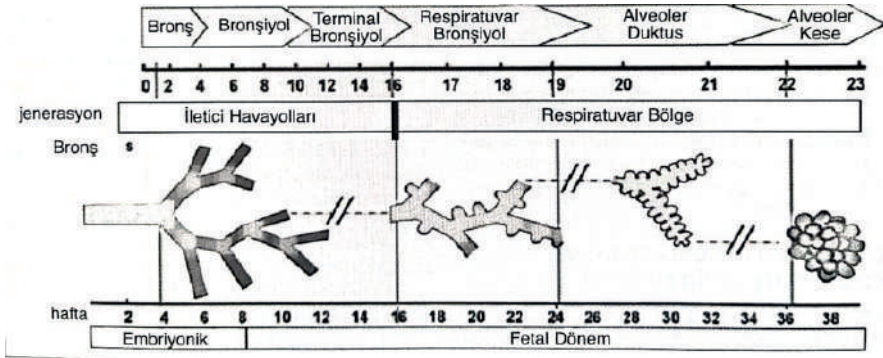 Bronş Bronşiyol Terminal Bronşiyol Respiratuvar Bronşiyol Alveoler Duktus Alveoler Kese
0 2 4 6 8 10 12 14 16 17 18 19 20 21 22 23
jenerasyon İletici Havayolları Respiratuvar Bölge
Bronş s
hafta 2 4 6 8 10 12 14 16 18 20 22 24 26 28 30 32 34 36 38
Embriyonik Fetal Dönem